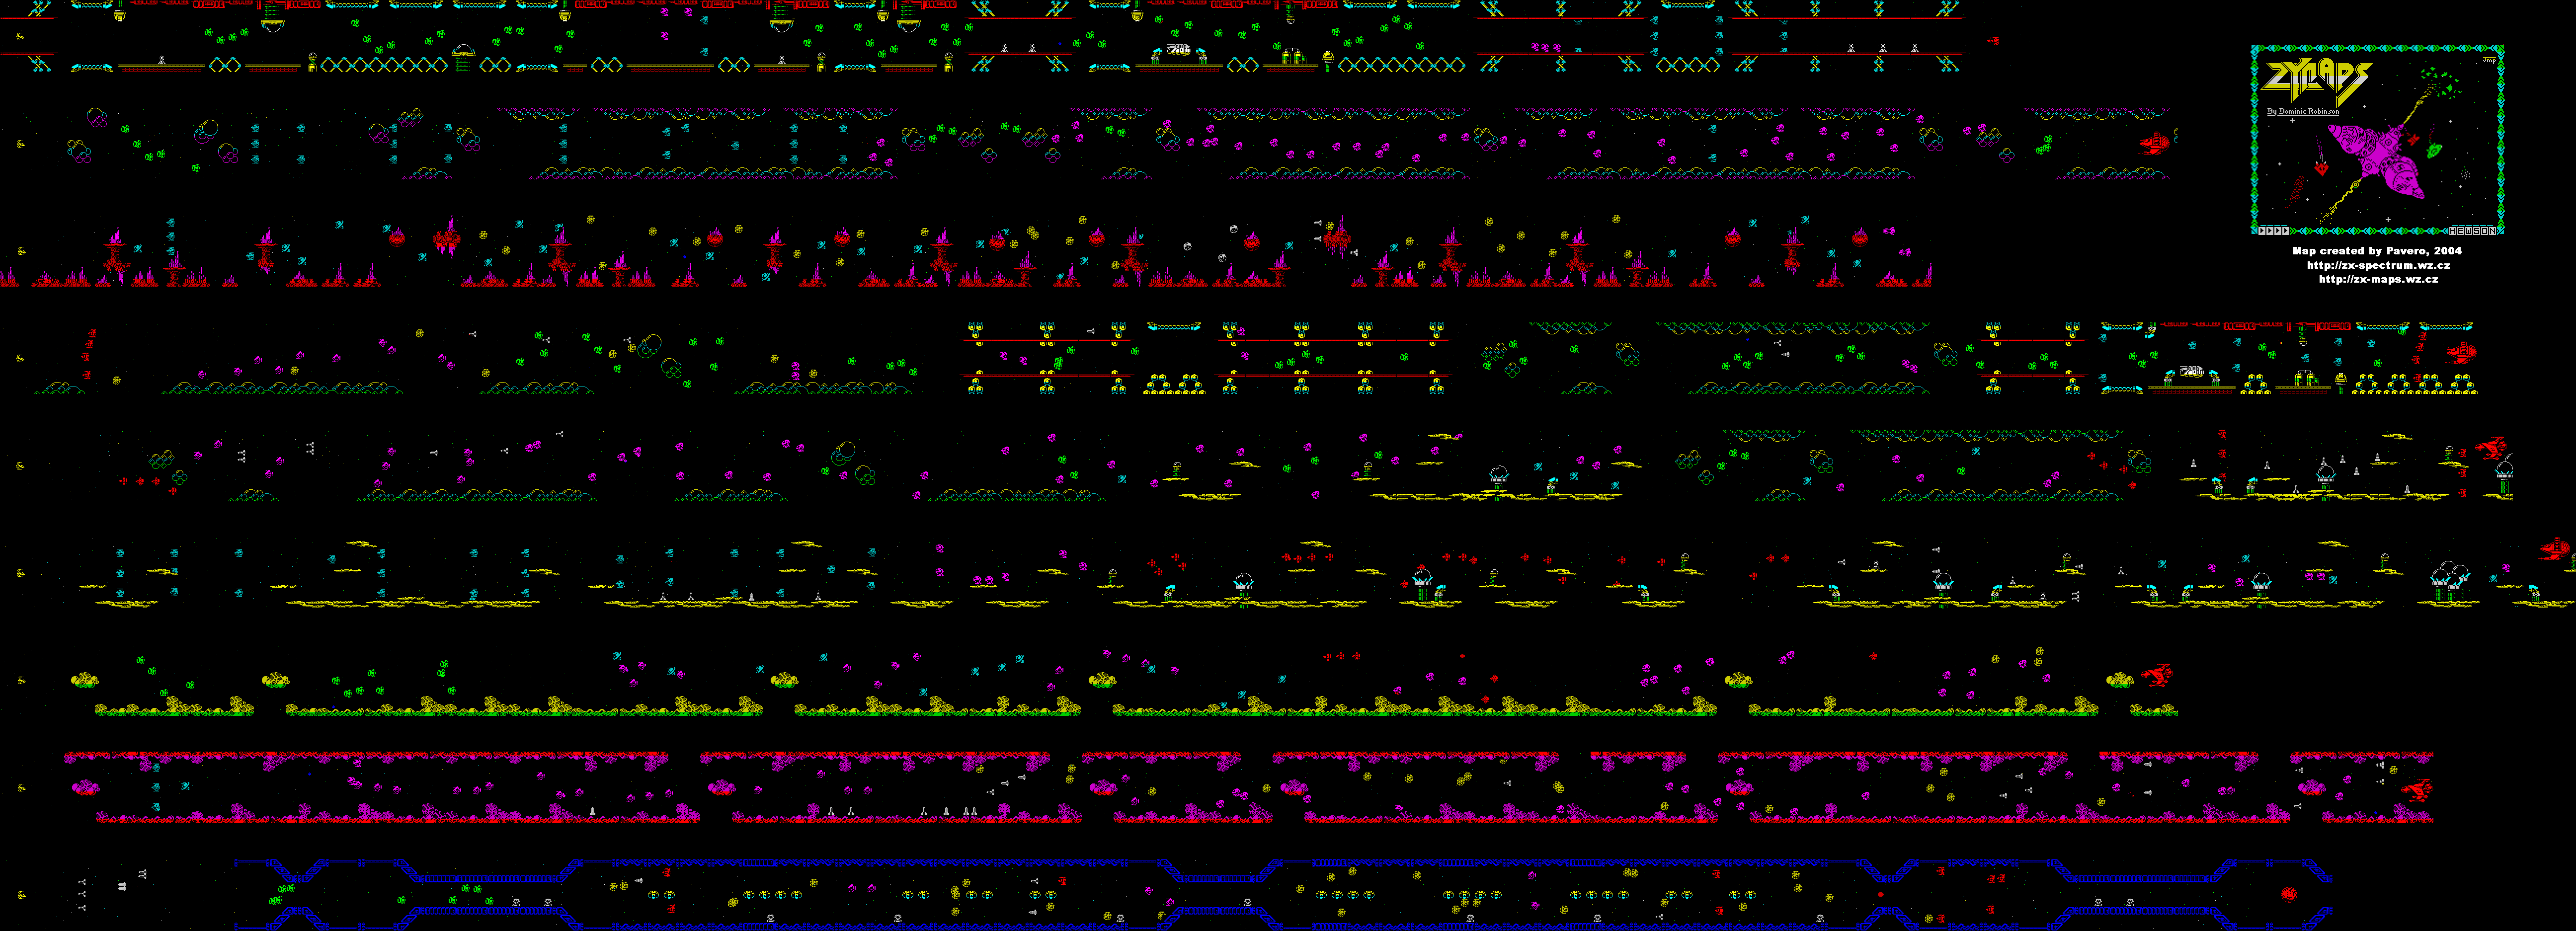 ZYNAPS
Jmp
By Dominic Robinson
HEWSON
Map created by Pavero, 2004
http://zx-spectrum.wz.cz
http://zx-maps.wz.cz